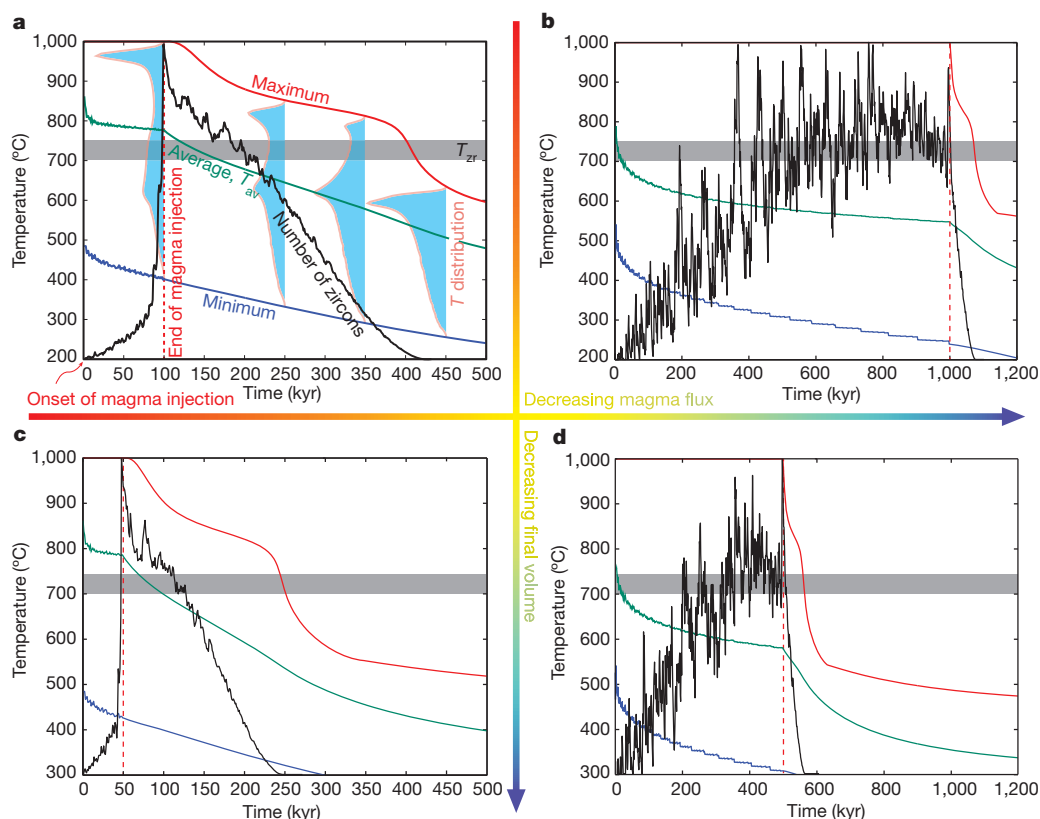 a
1,000
900
800
700
600
500
400
300
200
Temperature (°C)
Maximum
Average, Tav
Minimum
Number of zircons
End of magma injection
T distribution
Tzr
0 50 100 150 200 250 300 350 400 450 500
Time (kyr)
Onset of magma injection
b
1,000
900
800
700
600
500
400
300
200
Temperature (°C)
0 200 400 600 800 1,000 1,200
Time (kyr)
Decreasing magma flux
Decreasing final volume
c
1,000
900
800
700
600
500
400
300
Temperature (°C)
0 50 100 150 200 250 300 350 400 450 500
Time (kyr)
d
1,000
900
800
700
600
500
400
300
Temperature (°C)
0 200 400 600 800 1,000 1,200
Time (kyr)